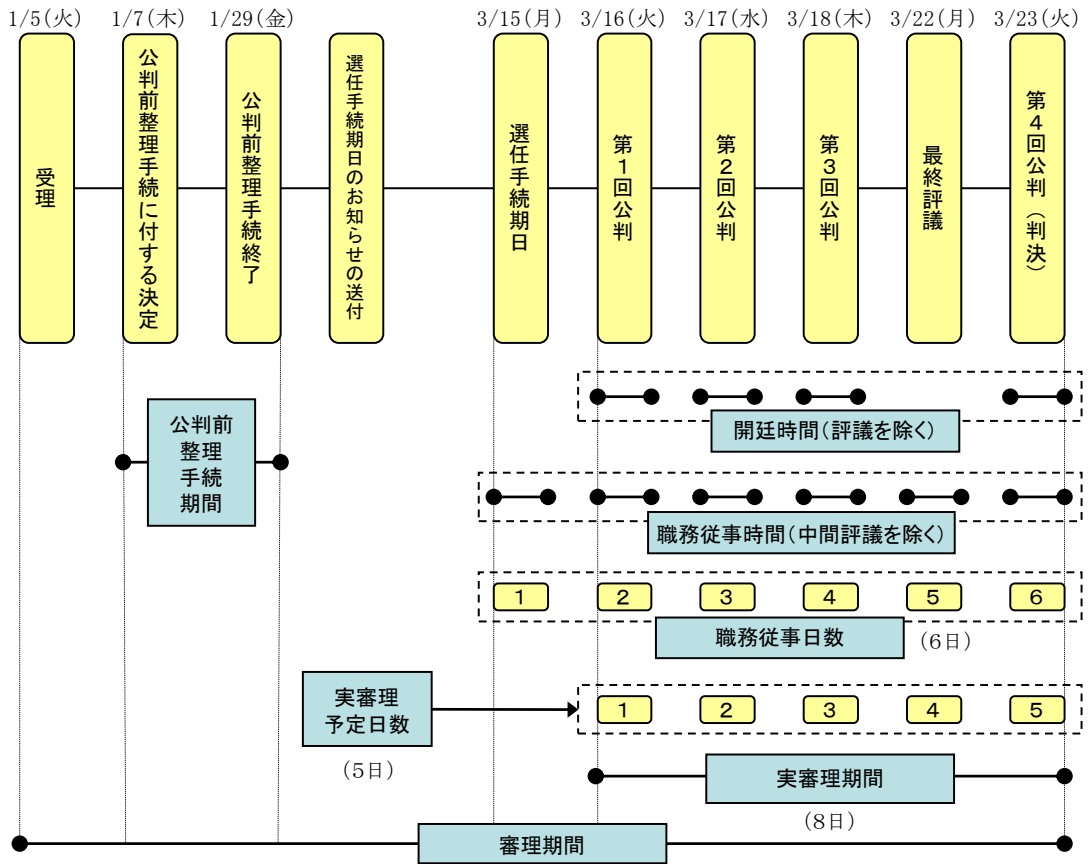 1/5(火)
1/7(木)
1/29(金)
3/15(月)
3/16(火)
3/17(水)
3/18(木)
3/22(月)
3/23(火)
受理
公判前整理手続に付する決定
公判前整理手続終了
選任手続期日のお知らせの送付
選任手続期日
第1回公判
第2回公判
第3回公判
最終評議
第4回公判(判決)
開廷時間(評議を除く)
公判前
整理
手続
期間
職務従事時間(中間評議を除く)
1
2
3
4
5
6
職務従事日数
(6日)
実審理
予定日数
(5日)
1
2
3
4
5
実審理期間
(8日)
審理期間